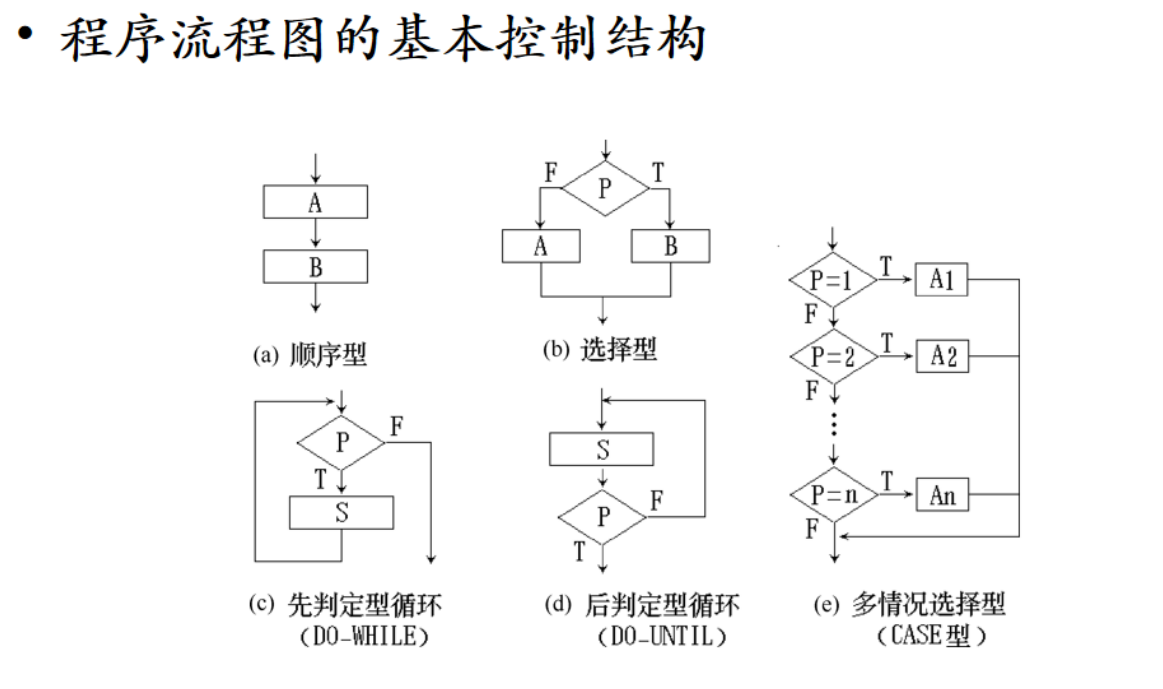 • 程序流程图的基本控制结构
A
B
(a) 顺序型
F
P
T
A
B
(b) 选择型
P=1
T
A1
F
P=2
T
A2
F
⋮
P=n
T
An
F
P
F
T
S
S
P
F
T
(c) 先判定型循环
(DO-WHILE)
(d) 后判定型循环
(DO-UNTIL)
(e) 多情况选择型
(CASE型)